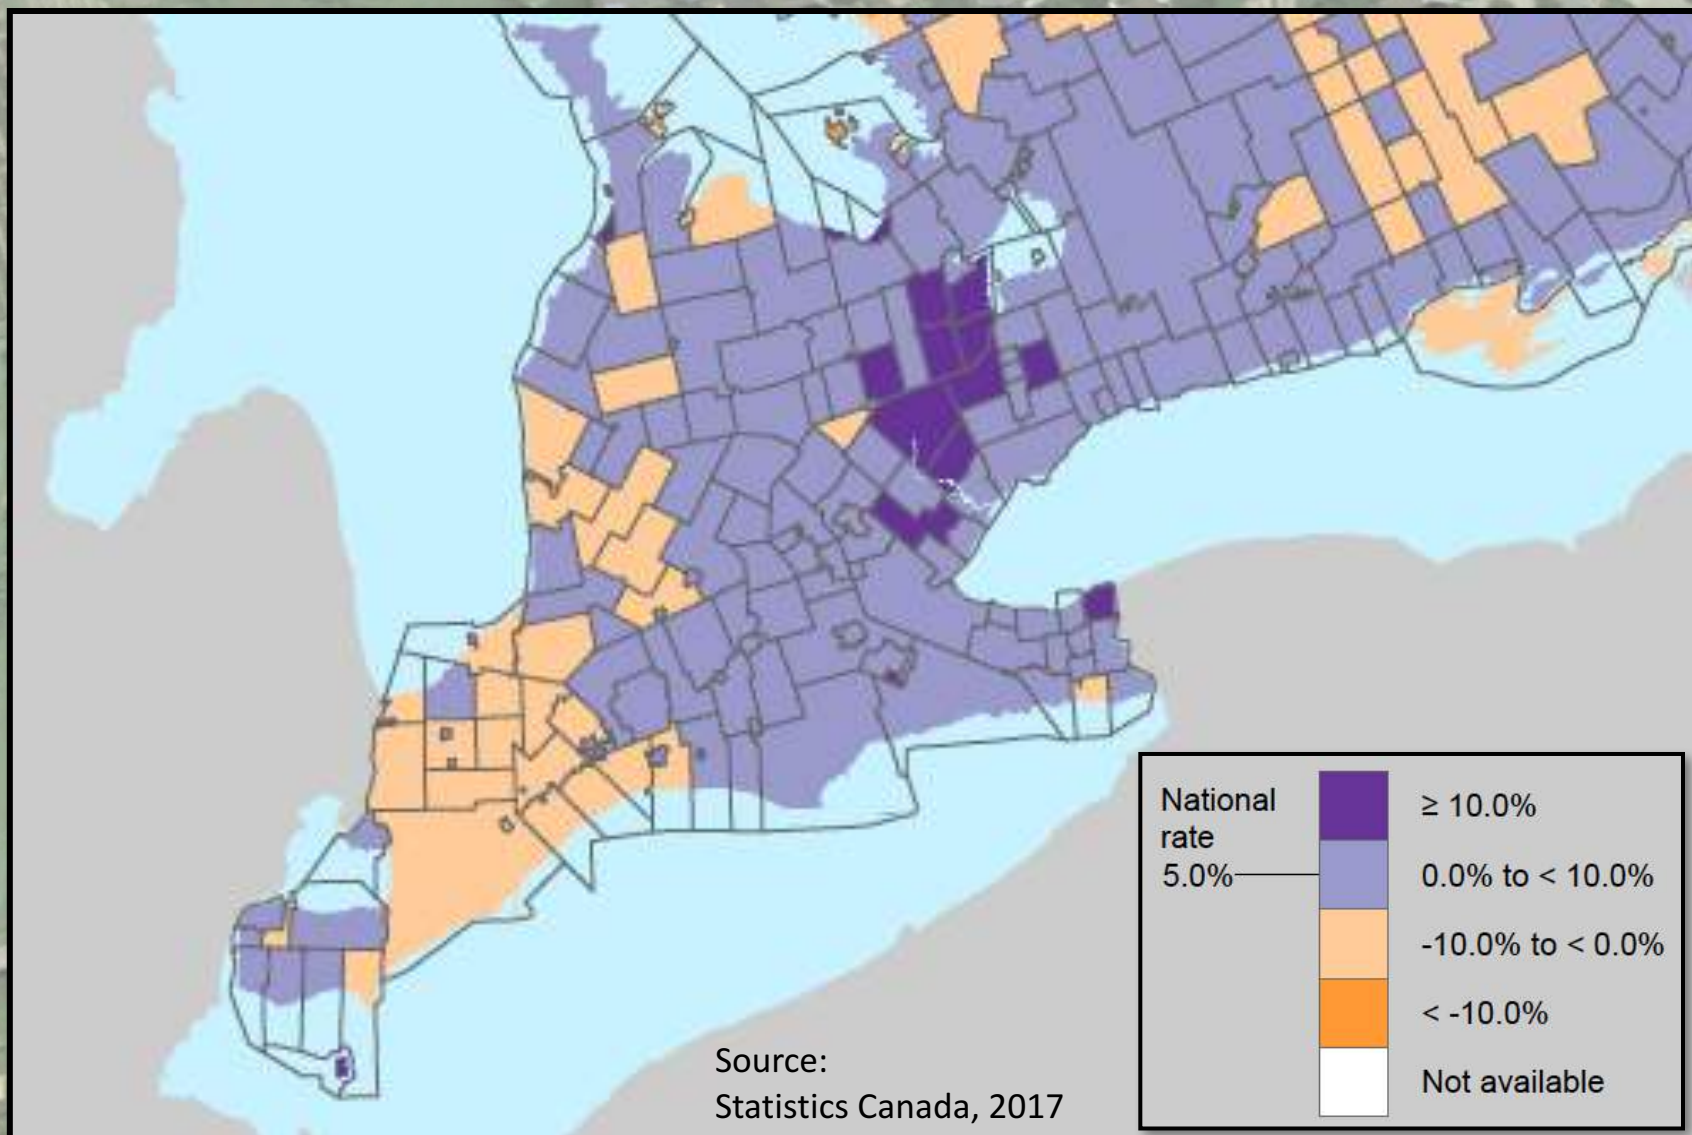 National
rate
5.0%
≥ 10.0%
0.0% to < 10.0%
-10.0% to < 0.0%
< -10.0%
Not available
Source:
Statistics Canada, 2017